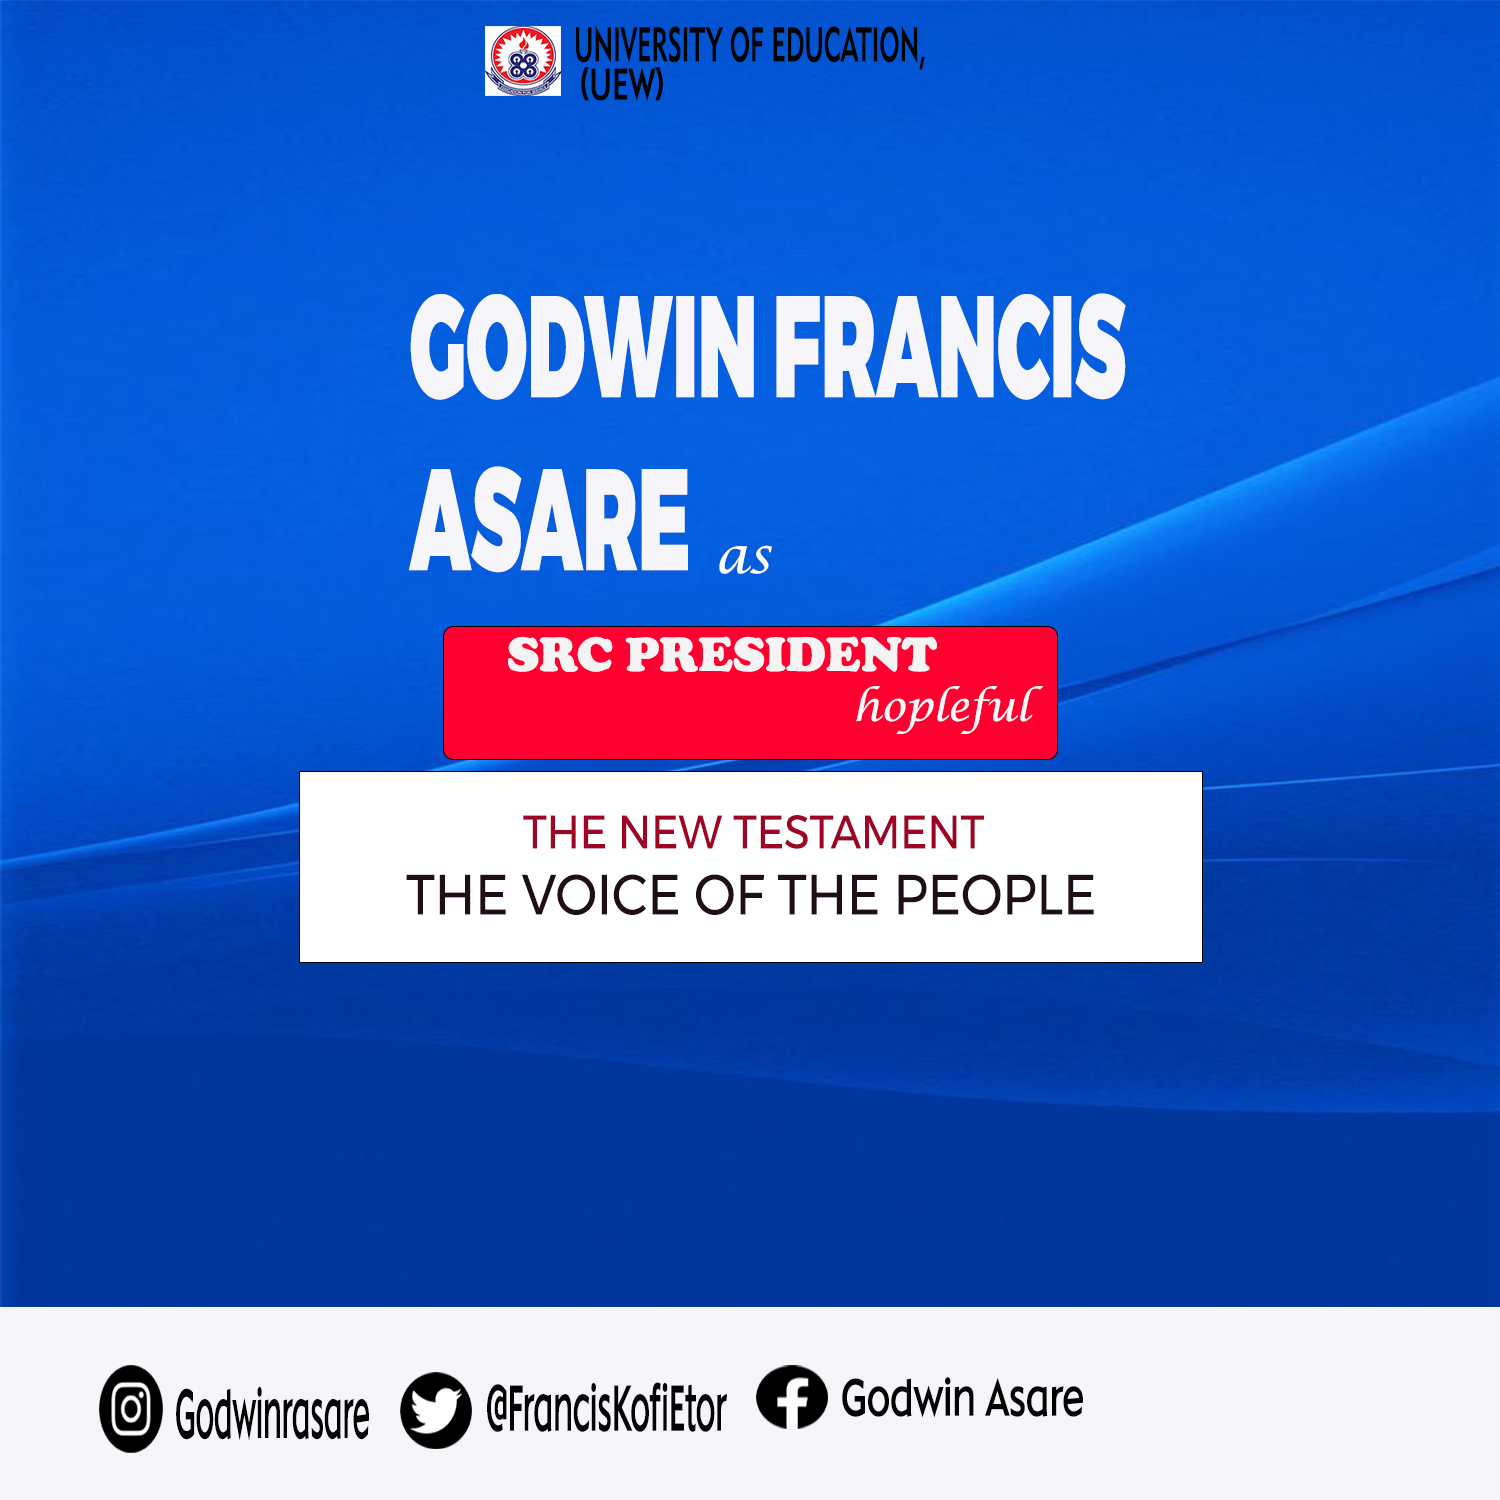 UNIVERSITY OF EDUCATION,
(UEW)
GODWIN FRANCIS
ASARE as
SRC PRESIDENT
hopleful
THE NEW TESTAMENT
THE VOICE OF THE PEOPLE
Godwinrasare @FrancisKofiEtor Godwin Asare